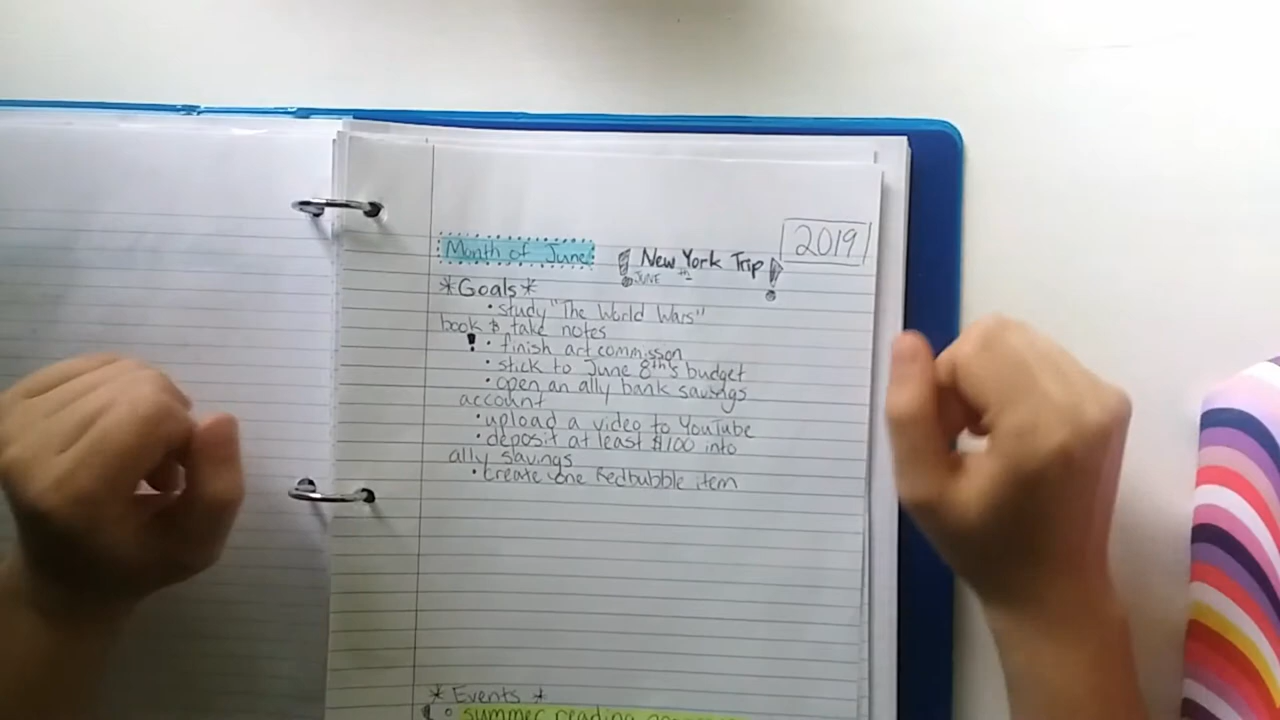 Month of June
! New York Trip !
JUNE th
2019
*Goals*
• study "The World Wars"
book & take notes
! • finish art commisson
• stick to June 8th's budget
• open an ally bank savings
account
• upload a video to YouTube
• deposit at least $100 into
ally savings
• create one Redbubble item
* Events *
summer reading